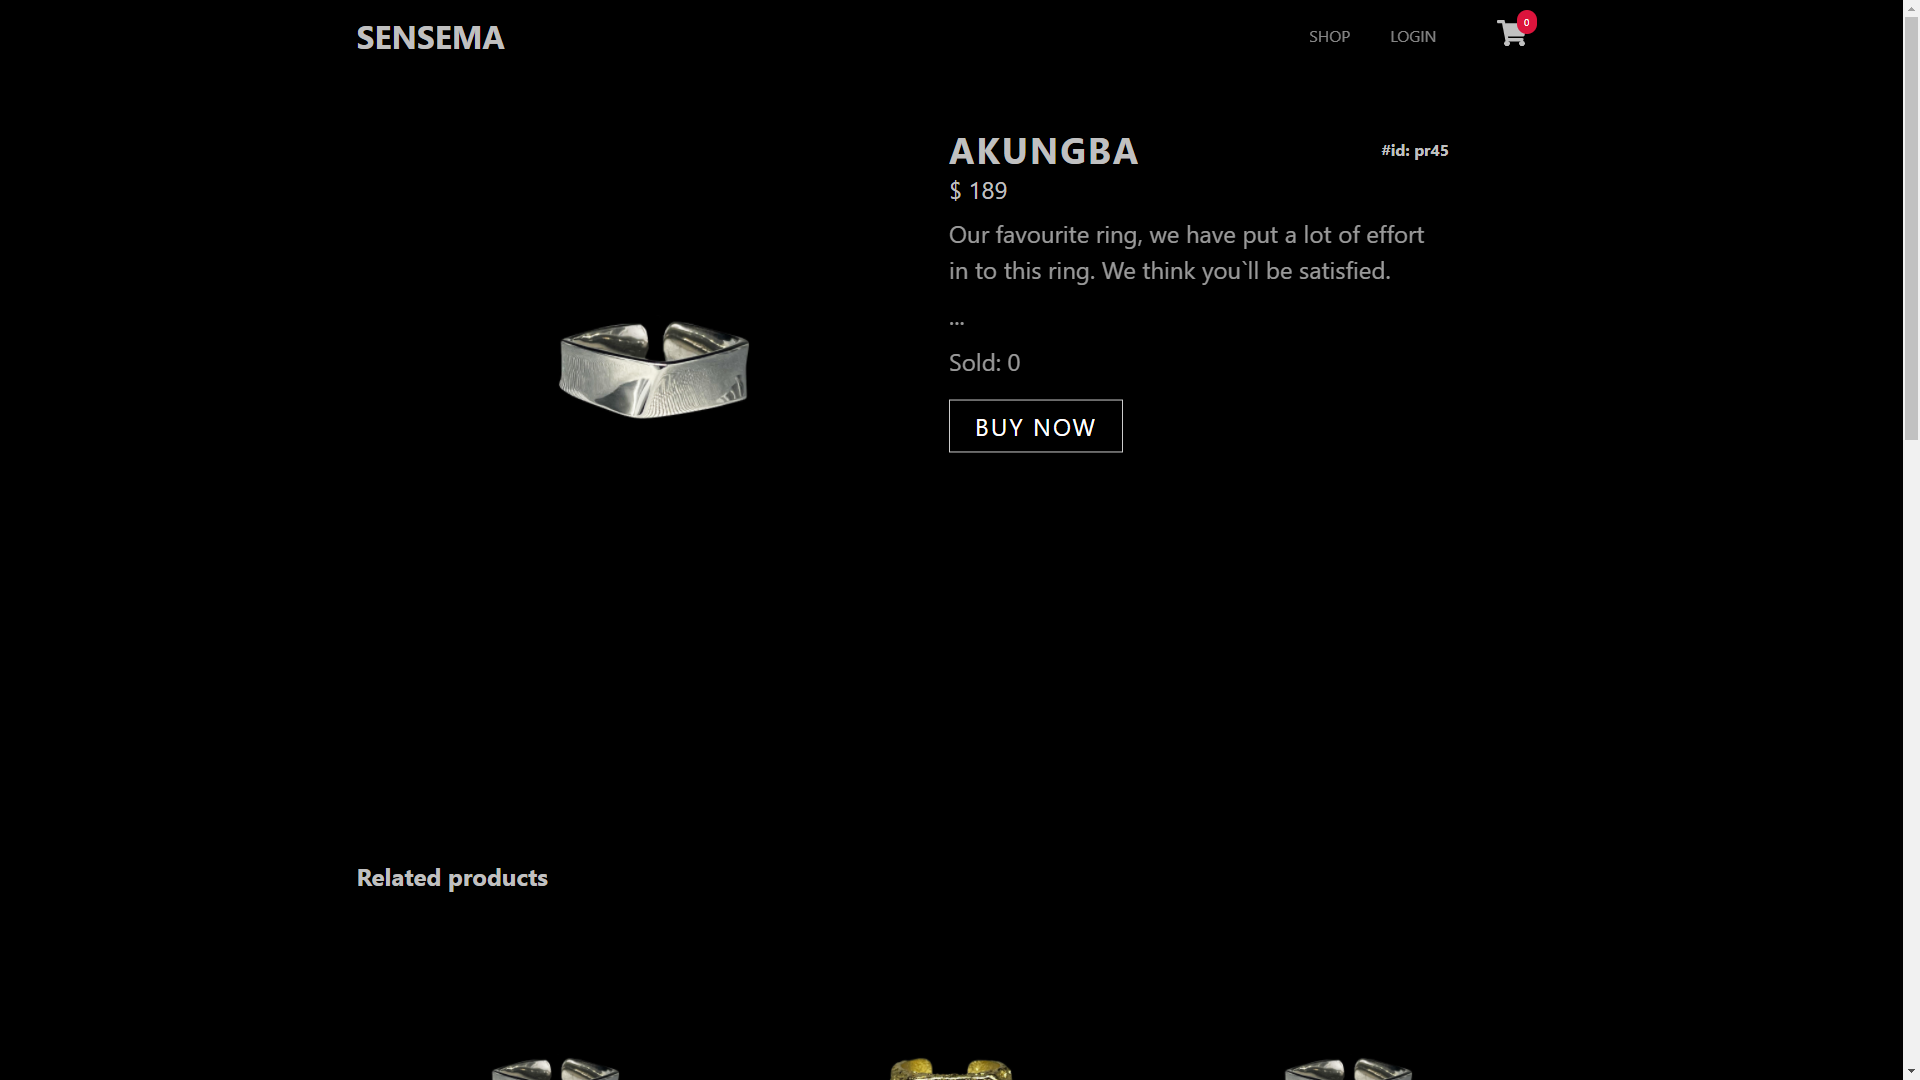 SENSEMA
SHOP
LOGIN
0
AKUNGBA
#id: pr45
$ 189
Our favourite ring, we have put a lot of effort
in to this ring. We think you`ll be satisfied.
...
Sold: 0
BUY NOW
Related products